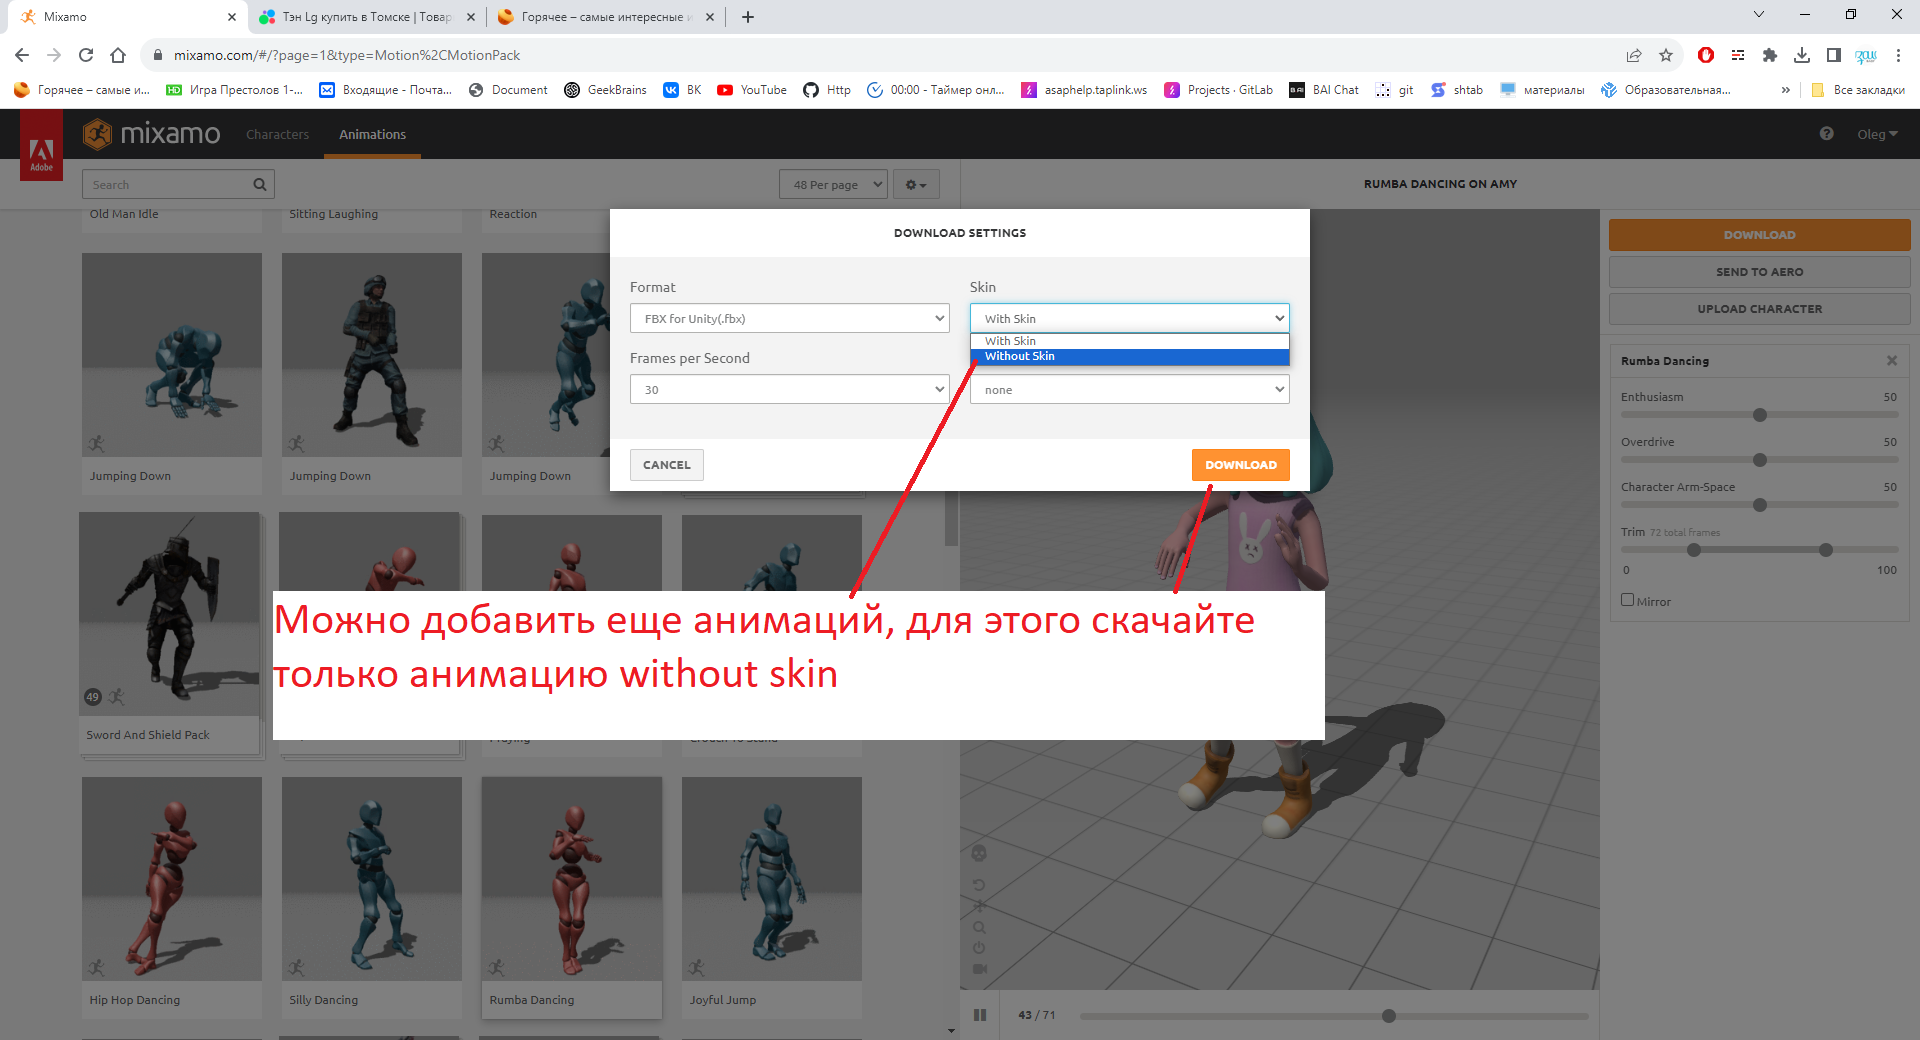 Mixamo
Тэн Lg купить в Томске | Товар
Горячее – самые интересные и
mixamo.com/#/?page=1&type=Motion%2CMotionPack
Горячее – самые и...
HD
Игра Престолов 1-...
Входящие - Почта...
Document
GeekBrains
ВК
YouTube
Http
00:00 - Таймер онл...
asaphelp.taplink.ws
Projects · GitLab
BAI Chat
git
shtab
материалы
Образовательная...
»
Все закладки
Adobe
mixamo
Characters
Animations
Oleg
Search
48 Per page
RUMBA DANCING ON AMY
Old Man Idle
Sitting Laughing
Reaction
DOWNLOAD SETTINGS
Format
Skin
FBX for Unity(.fbx)
With Skin
With Skin
Without Skin
Frames per Second
30
none
CANCEL
DOWNLOAD
DOWNLOAD
SEND TO AERO
UPLOAD CHARACTER
Rumba Dancing
Enthusiasm 50
Overdrive 50
Character Arm-Space 50
Trim 72 total frames
0 100
Mirror
Jumping Down
Jumping Down
Jumping Down
Можно добавить еще анимаций, для этого скачайте
только анимацию without skin
49
Sword And Shield Pack
Praying
Crouch To Stand
Hip Hop Dancing
Silly Dancing
Rumba Dancing
Joyful Jump
43 / 71